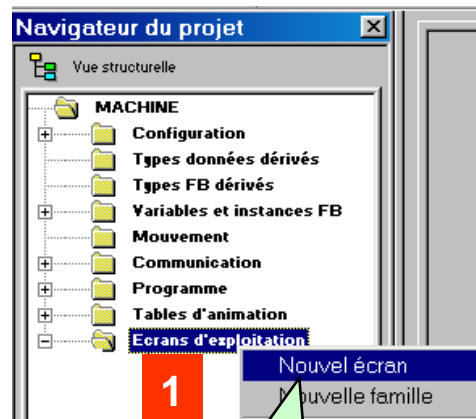 Navigateur du projet
Vue structurelle
MACHINE
Configuration
Types données dérivés
Types FB dérivés
Variables et instances FB
Mouvement
Communication
Programme
Tables d'animation
Ecrans d'exploitation
Nouvel écran
1
Nouvelle famille